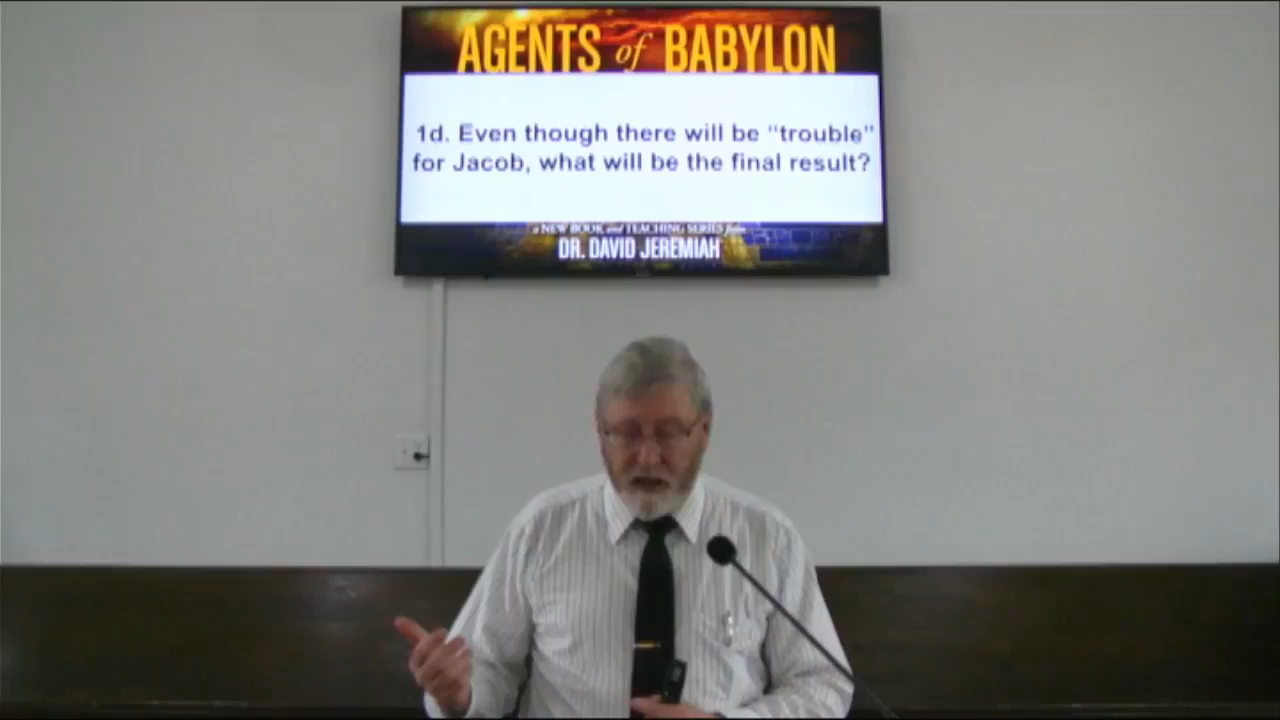 AGENTS of BABYLON
1d. Even though there will be “trouble”
for Jacob, what will be the final result?
a NEW BOOK and TEACHING SERIES from
DR. DAVID JEREMIAH